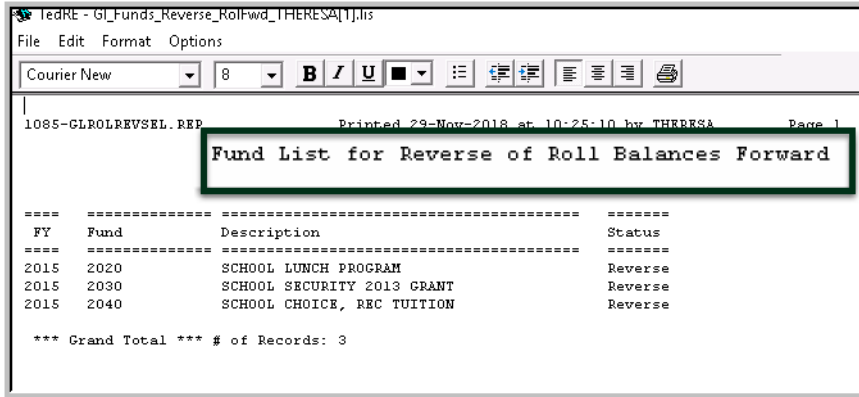 TedRE - Gl_Funds_Reverse_RolFwd_THERESA[1].lis
File Edit Format Options
Courier New 8 B I U
1085-GLROLREVSEL.REP Printed 29-Nov-2018 at 10:25:10 by THERESA Page 1
Fund List for Reverse of Roll Balances Forward
==== ============== ======================================== =======
FY Fund Description Status
==== ============== ======================================== =======
2015 2020 SCHOOL LUNCH PROGRAM Reverse
2015 2030 SCHOOL SECURITY 2013 GRANT Reverse
2015 2040 SCHOOL CHOICE, REC TUITION Reverse
*** Grand Total *** # of Records: 3